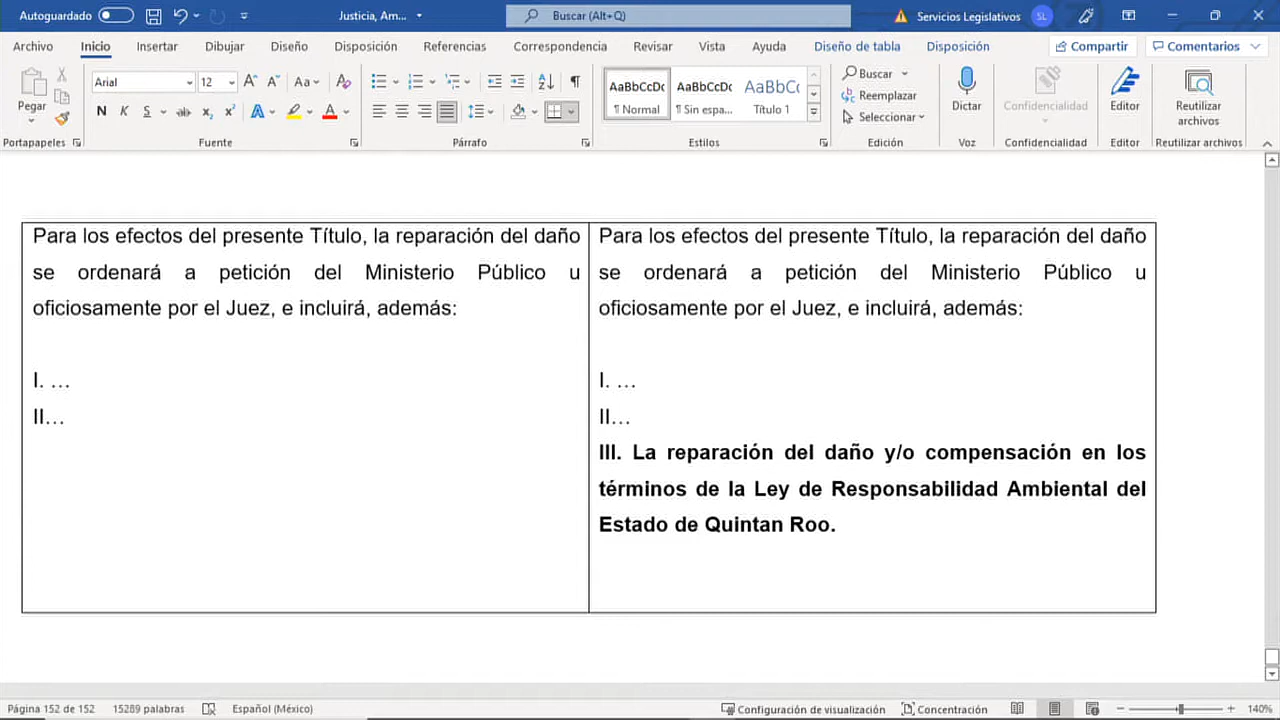 Autoguardado
Justicia, Am...
Buscar (Alt+Q)
Servicios Legislativos
SL
Archivo
Inicio
Insertar
Dibujar
Diseño
Disposición
Referencias
Correspondencia
Revisar
Vista
Ayuda
Diseño de tabla
Disposición
Compartir
Comentarios
Pegar
Arial
12
AaBbCcDc
AaBbCcDc
AaBbCc
¶ Normal
¶ Sin espa...
Título 1
Buscar
Reemplazar
Seleccionar
Dictar
Confidencialidad
Editor
Reutilizar
archivos
Portapapeles
Fuente
Párrafo
Estilos
Edición
Voz
Confidencialidad
Editor
Reutilizar archivos
Para los efectos del presente Título, la reparación del daño
se ordenará a petición del Ministerio Público u
oficiosamente por el Juez, e incluirá, además:
I. ...
II...
Para los efectos del presente Título, la reparación del daño
se ordenará a petición del Ministerio Público u
oficiosamente por el Juez, e incluirá, además:
I. ...
II...
III. La reparación del daño y/o compensación en los
términos de la Ley de Responsabilidad Ambiental del
Estado de Quintan Roo.
Página 152 de 152
15289 palabras
Español (México)
Configuración de visualización
Concentración
140%